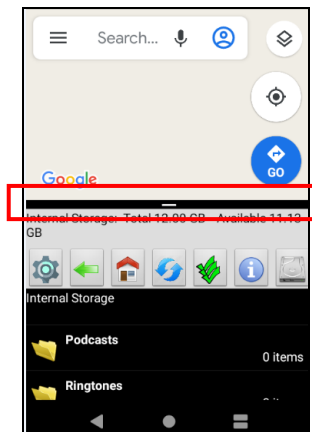 Search...
GO
Google
Internal Storage: Total 12.00 GB - Available 11.13
GB
Internal Storage
Podcasts
0 items
Ringtones